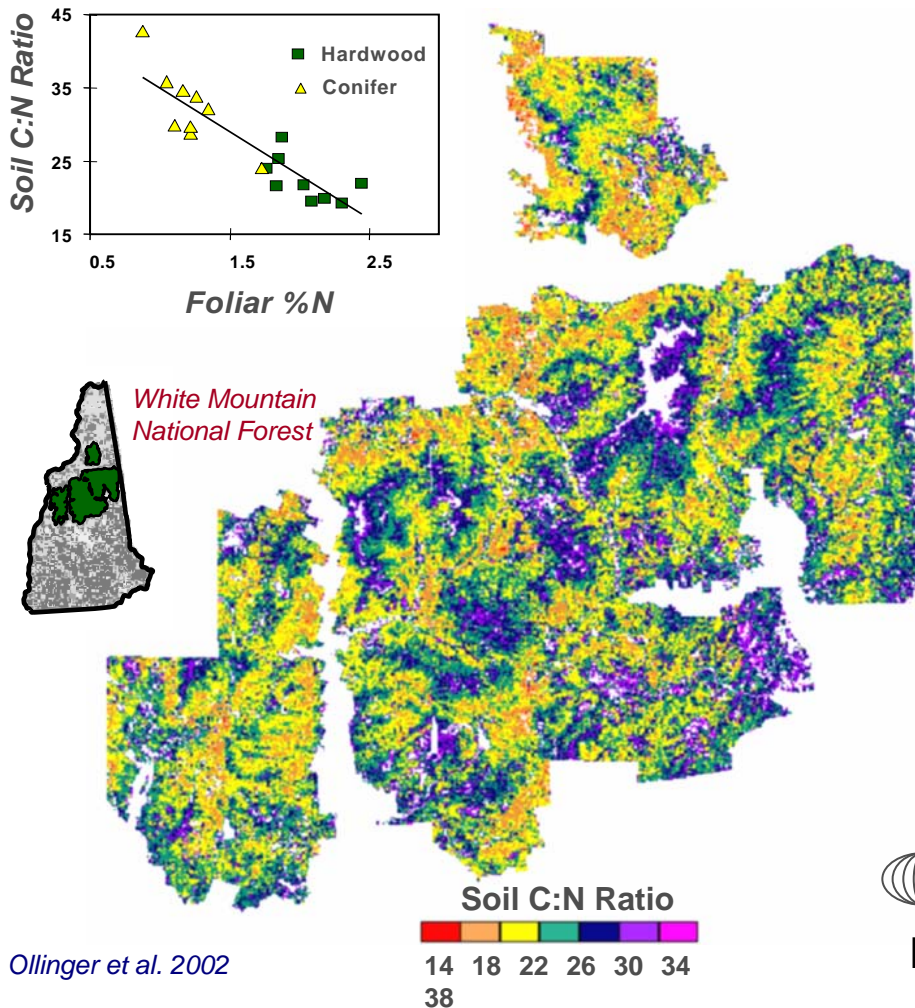 45
35
25
15
Soil C:N Ratio
Hardwood
Conifer
0.5 1.5 2.5
Foliar %N
White Mountain
National Forest
Soil C:N Ratio
14 18 22 26 30 34
38
Ollinger et al. 2002